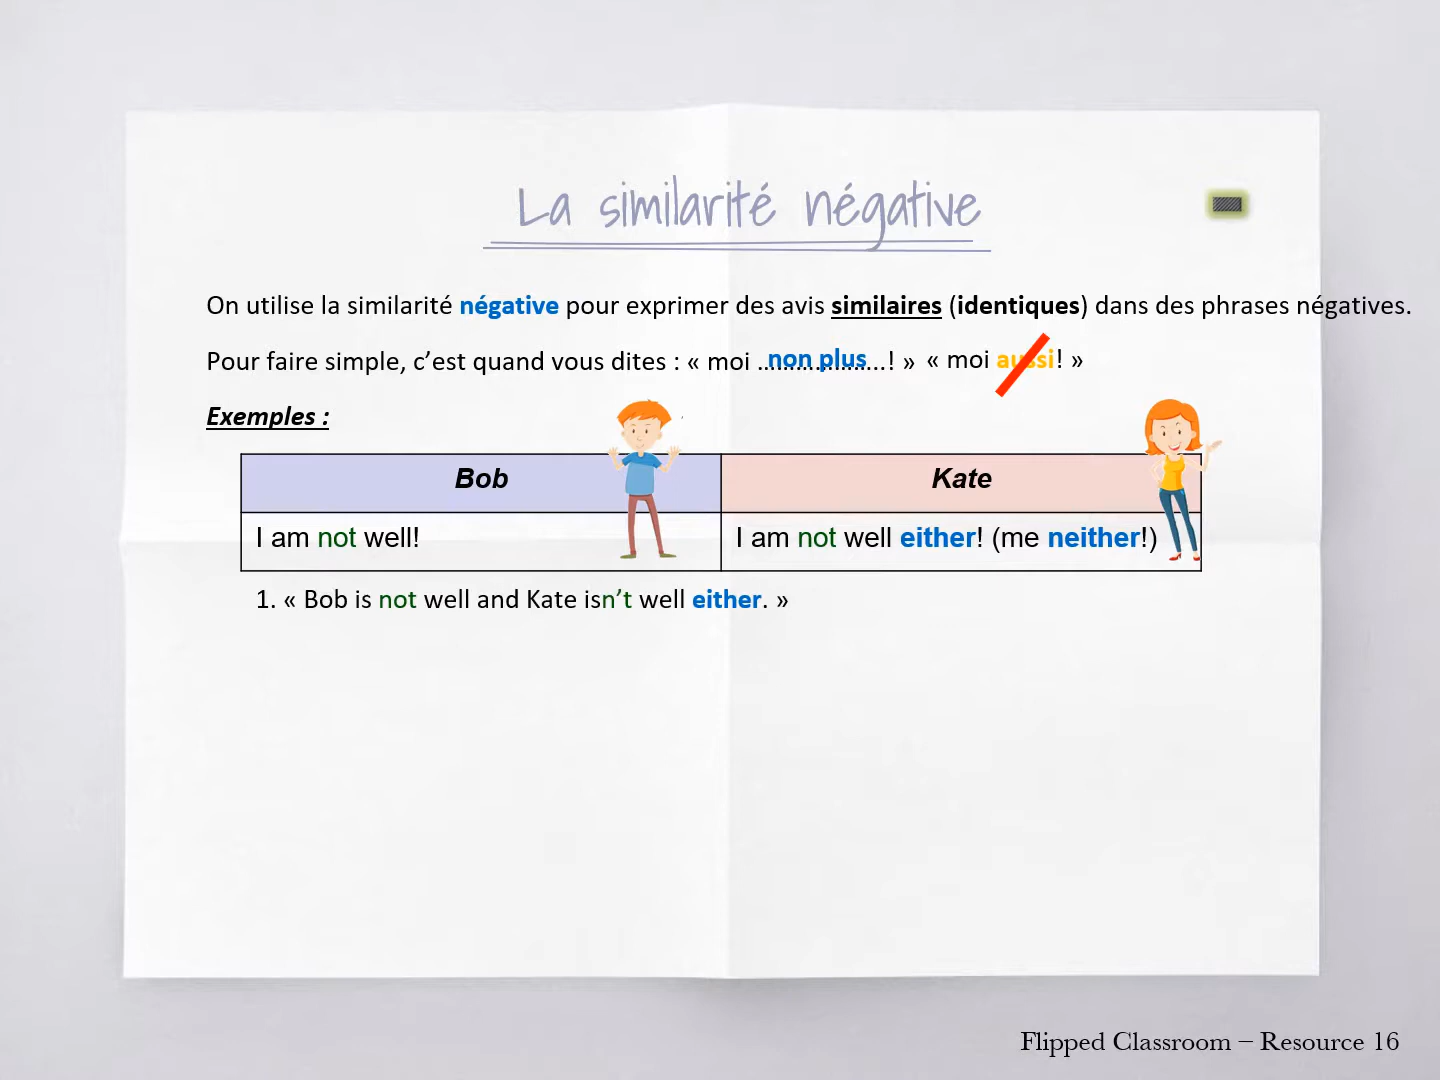 La similarité négative
On utilise la similarité négative pour exprimer des avis similaires (identiques) dans des phrases négatives.
Pour faire simple, c’est quand vous dites : « moi ...non plus...! » « moi aussi! »
Exemples :
Bob Kate
I am not well! I am not well either! (me neither!)
1. « Bob is not well and Kate isn’t well either. »
Flipped Classroom – Resource 16